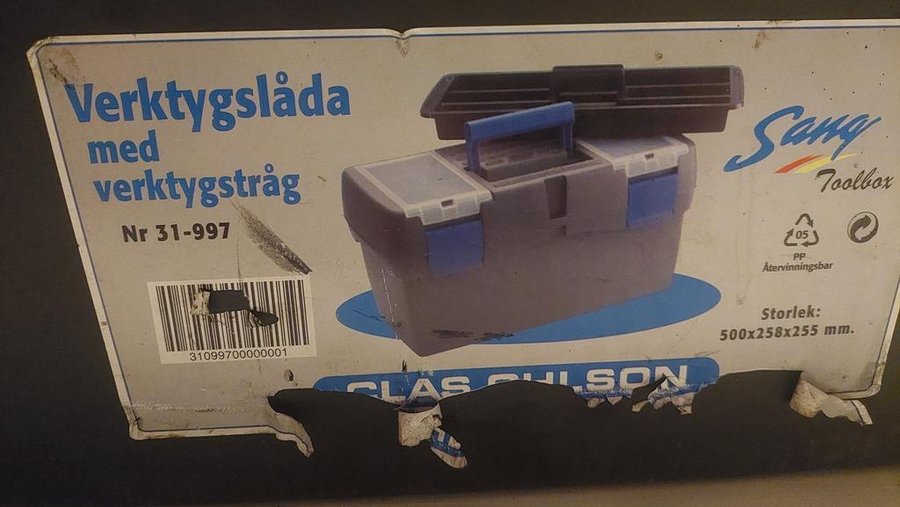 Verktygslåda
med
verktygstråg
Nr 31-997
31099700000001
Sang
Toolbox
05
PP
Återvinningsbar
Storlek:
500x258x255 mm.
CLAS OHLSON